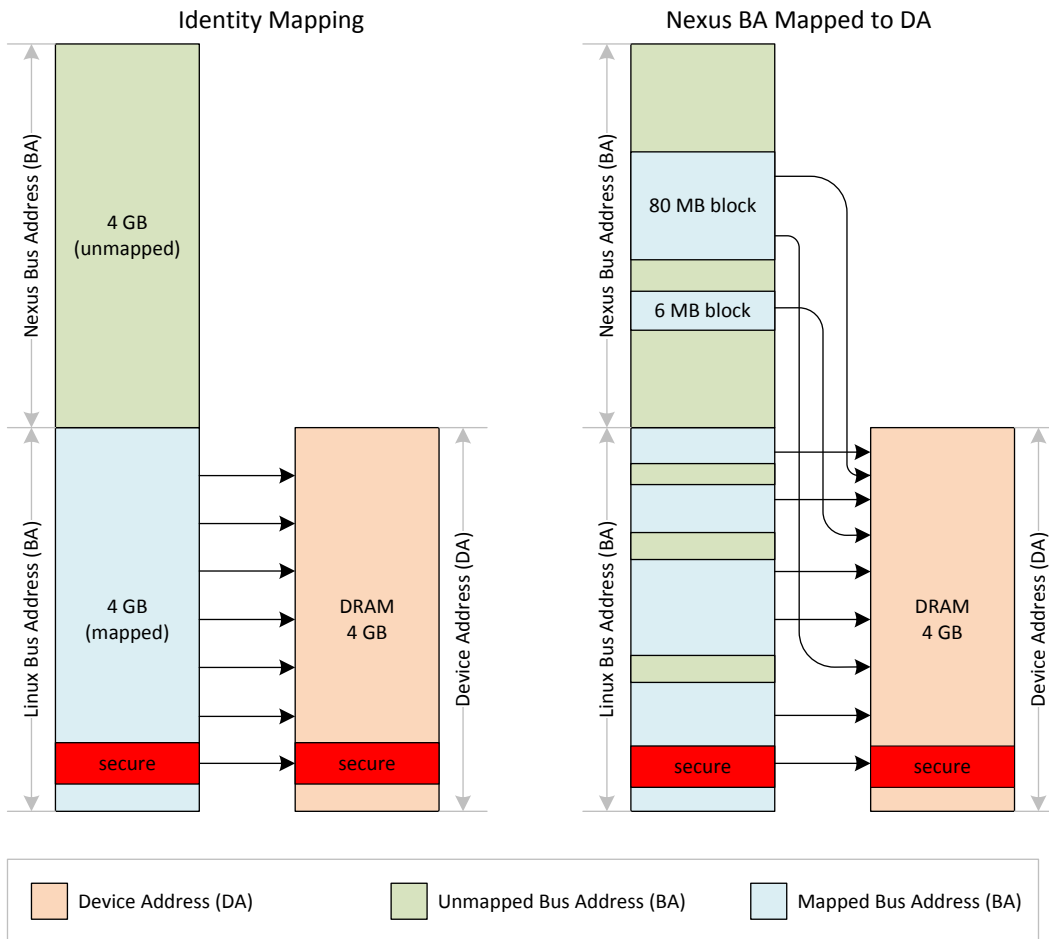 Identity Mapping
Nexus Bus Address (BA)
4 GB
(unmapped)
Linux Bus Address (BA)
4 GB
(mapped)
secure
DRAM
4 GB
secure
Device Address (DA)
Nexus BA Mapped to DA
Nexus Bus Address (BA)
80 MB block
6 MB block
Linux Bus Address (BA)
secure
DRAM
4 GB
secure
Device Address (DA)
Device Address (DA)
Unmapped Bus Address (BA)
Mapped Bus Address (BA)